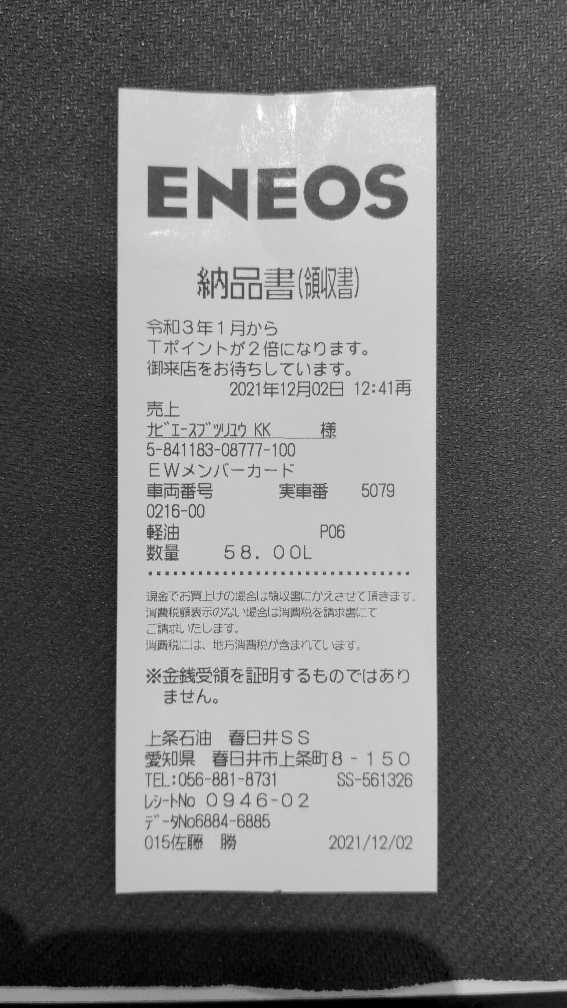 ENEOS
納品書(領収書)
令和3年1月から
Tポイントが2倍になります。
御来店をお待ちしています。
2021年12月02日 12:41再
売上
ナビエースブツリュウ KK 様
5-841183-08777-100
EWメンバーカード
車両番号 実車番 5079
0216-00
軽油 P06
数量 58.00L
現金でお買上げの場合は領収書にかえさせて頂きます。
消費税額表示のない場合は消費税を請求書にて
ご請求いたします。
消費税には、地方消費税が含まれています。
※金銭受領を証明するものではあり
ません。
上条石油 春日井SS
愛知県 春日井市上条町8-150
TEL:056-881-8731 SS-561326
レシートNo 0946-02
データNo6884-6885
015佐藤 勝 2021/12/02